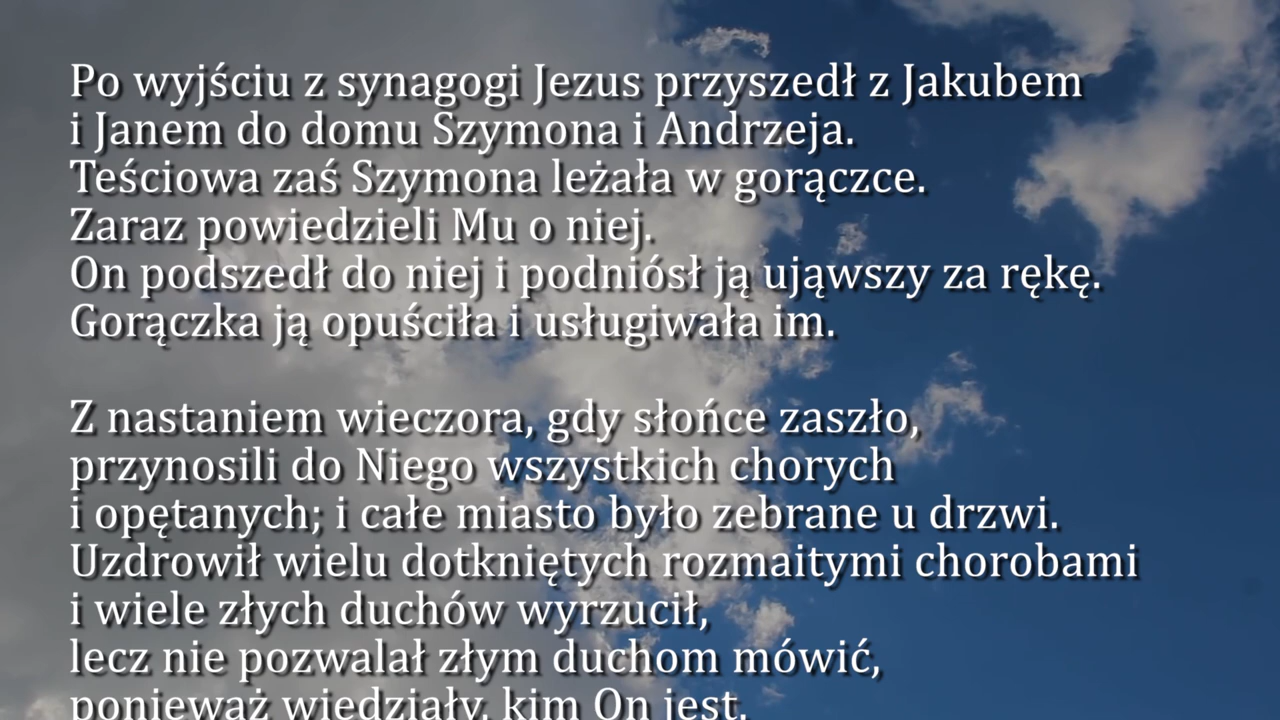 Po wyjściu z synagogi Jezus przyszedł z Jakubem
i Janem do domu Szymona i Andrzeja.
Teściowa zaś Szymona leżała w gorączce.
Zaraz powiedzieli Mu o niej.
On podszedł do niej i podniósł ją ująwszy za rękę.
Gorączka ją opuściła i usługiwała im.
Z nastaniem wieczora, gdy słońce zaszło,
przynosili do Niego wszystkich chorych
i opętanych; i całe miasto było zebrane u drzwi.
Uzdrowił wielu dotkniętych rozmaitymi chorobami
i wiele złych duchów wyrzucił,
lecz nie pozwalał złym duchom mówić,
ponieważ wiedziały, kim On jest.